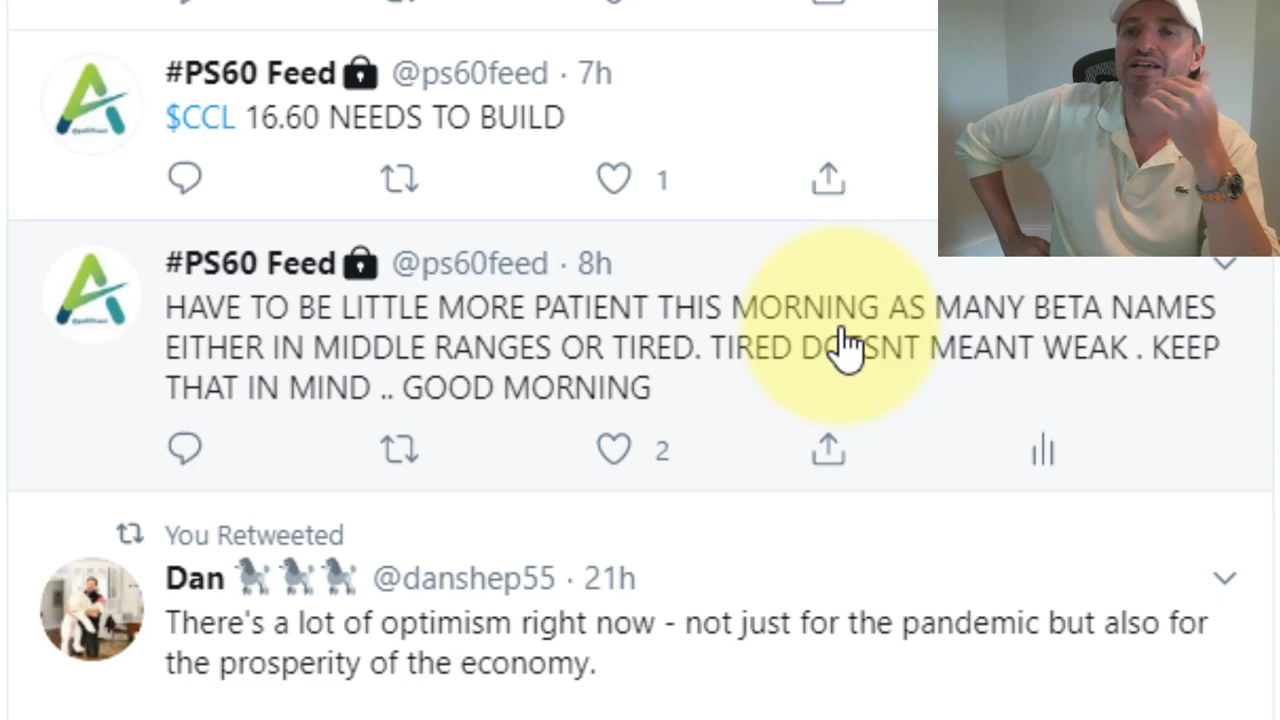 #PS60 Feed🔒 @ps60feed · 7h
$CCL 16.60 NEEDS TO BUILD
1
#PS60 Feed🔒 @ps60feed · 8h
HAVE TO BE LITTLE MORE PATIENT THIS MORNING AS MANY BETA NAMES
EITHER IN MIDDLE RANGES OR TIRED. TIRED DOESNT MEANT WEAK . KEEP
THAT IN MIND .. GOOD MORNING
2
You Retweeted
Dan 🐩🐩🐩 @danshep55 · 21h
There's a lot of optimism right now - not just for the pandemic but also for
the prosperity of the economy.